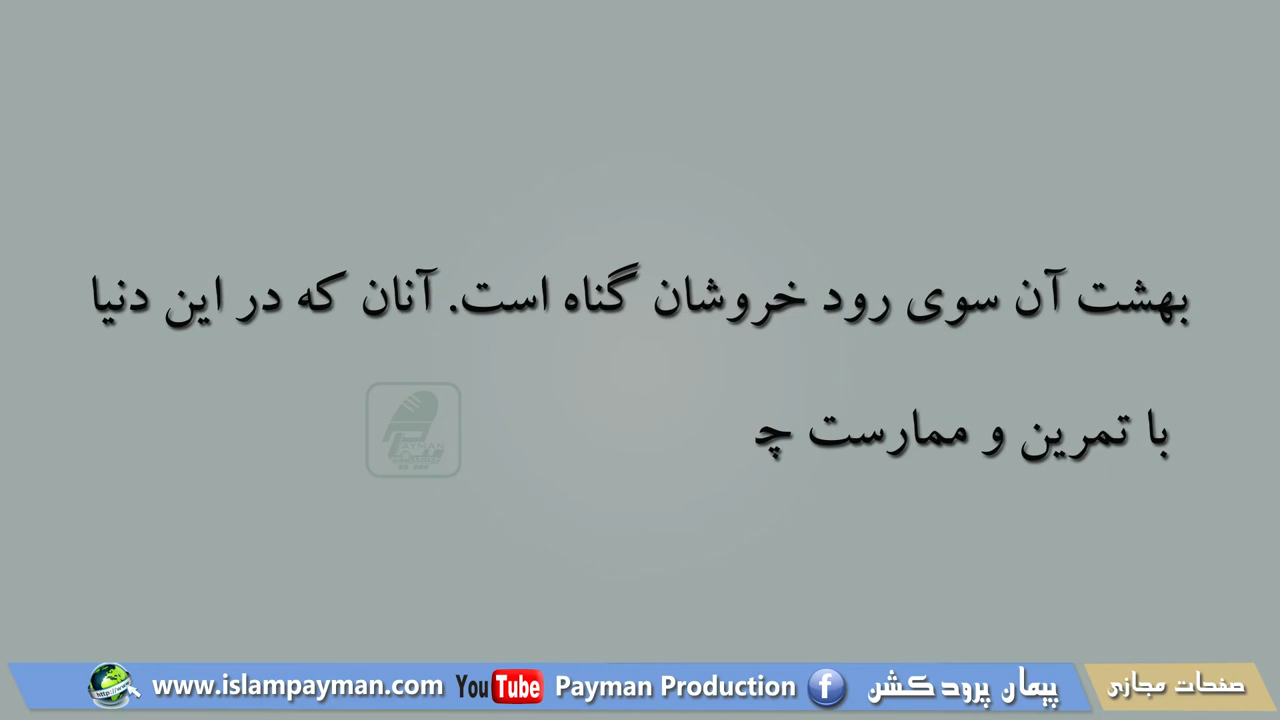 بهشت آن سوی رود خروشان گناه است. آنان که در این دنیا
با تمرین و ممارست چ
PAYMAN
www.islampayman.com YouTube Payman Production f پیمان پرودکشن صفحات مجازی